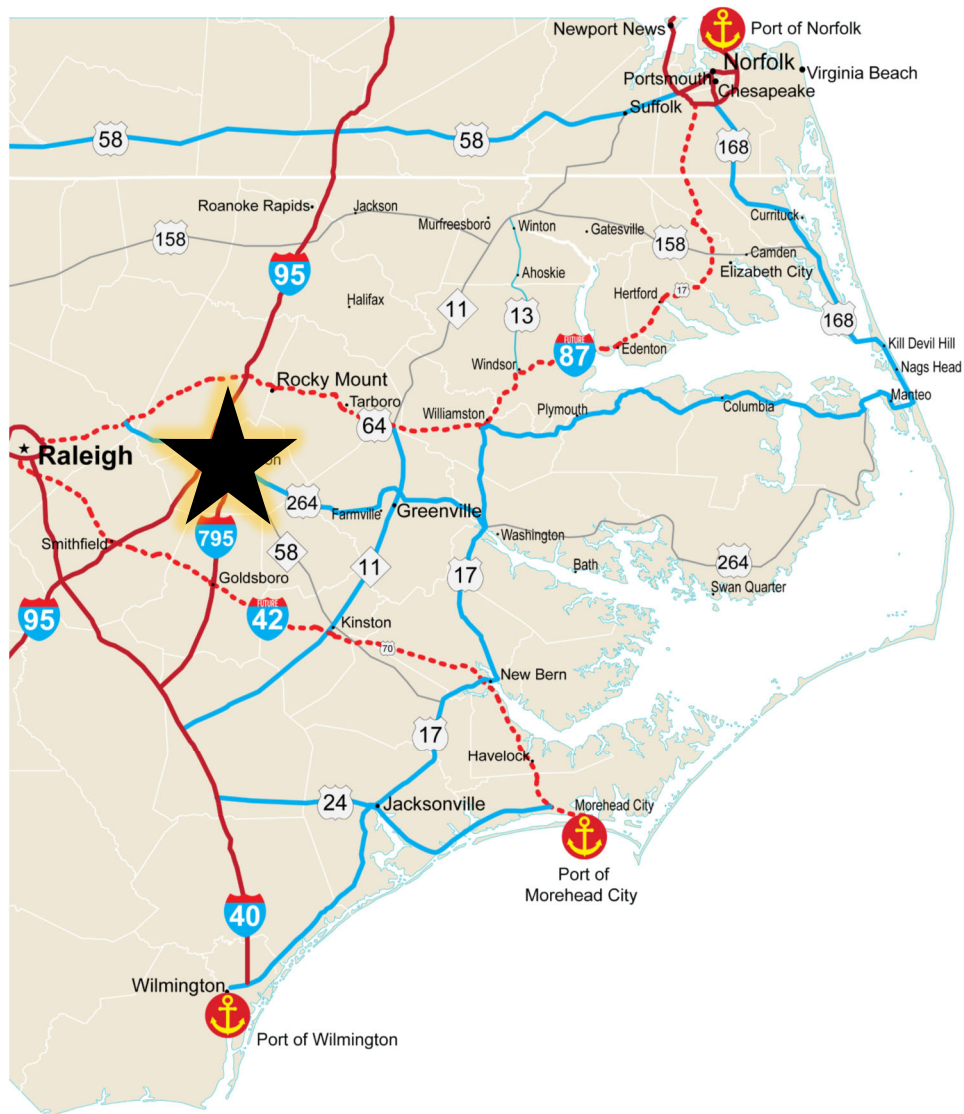 Newport News
Port of Norfolk
Norfolk
Portsmouth
Virginia Beach
Chesapeake
Suffolk
58
58
168
Roanoke Rapids
Jackson
Murfreesboro
Winton
Gatesville
Currituck
158
158
Camden
Elizabeth City
95
Ahoskie
Halifax
11
13
Hertford
17
168
FUTURE
87
Edenton
Kill Devil Hill
Windsor
Nags Head
Rocky Mount
Manteo
Tarboro
Williamston
Plymouth
Columbia
64
Raleigh
on
264
Farmville
Greenville
795
Smithfield
58
Washington
11
17
Bath
264
Goldsboro
Swan Quarter
95
FUTURE
42
Kinston
70
New Bern
17
Havelock
24
Jacksonville
Morehead City
Port of
Morehead City
40
Wilmington
Port of Wilmington